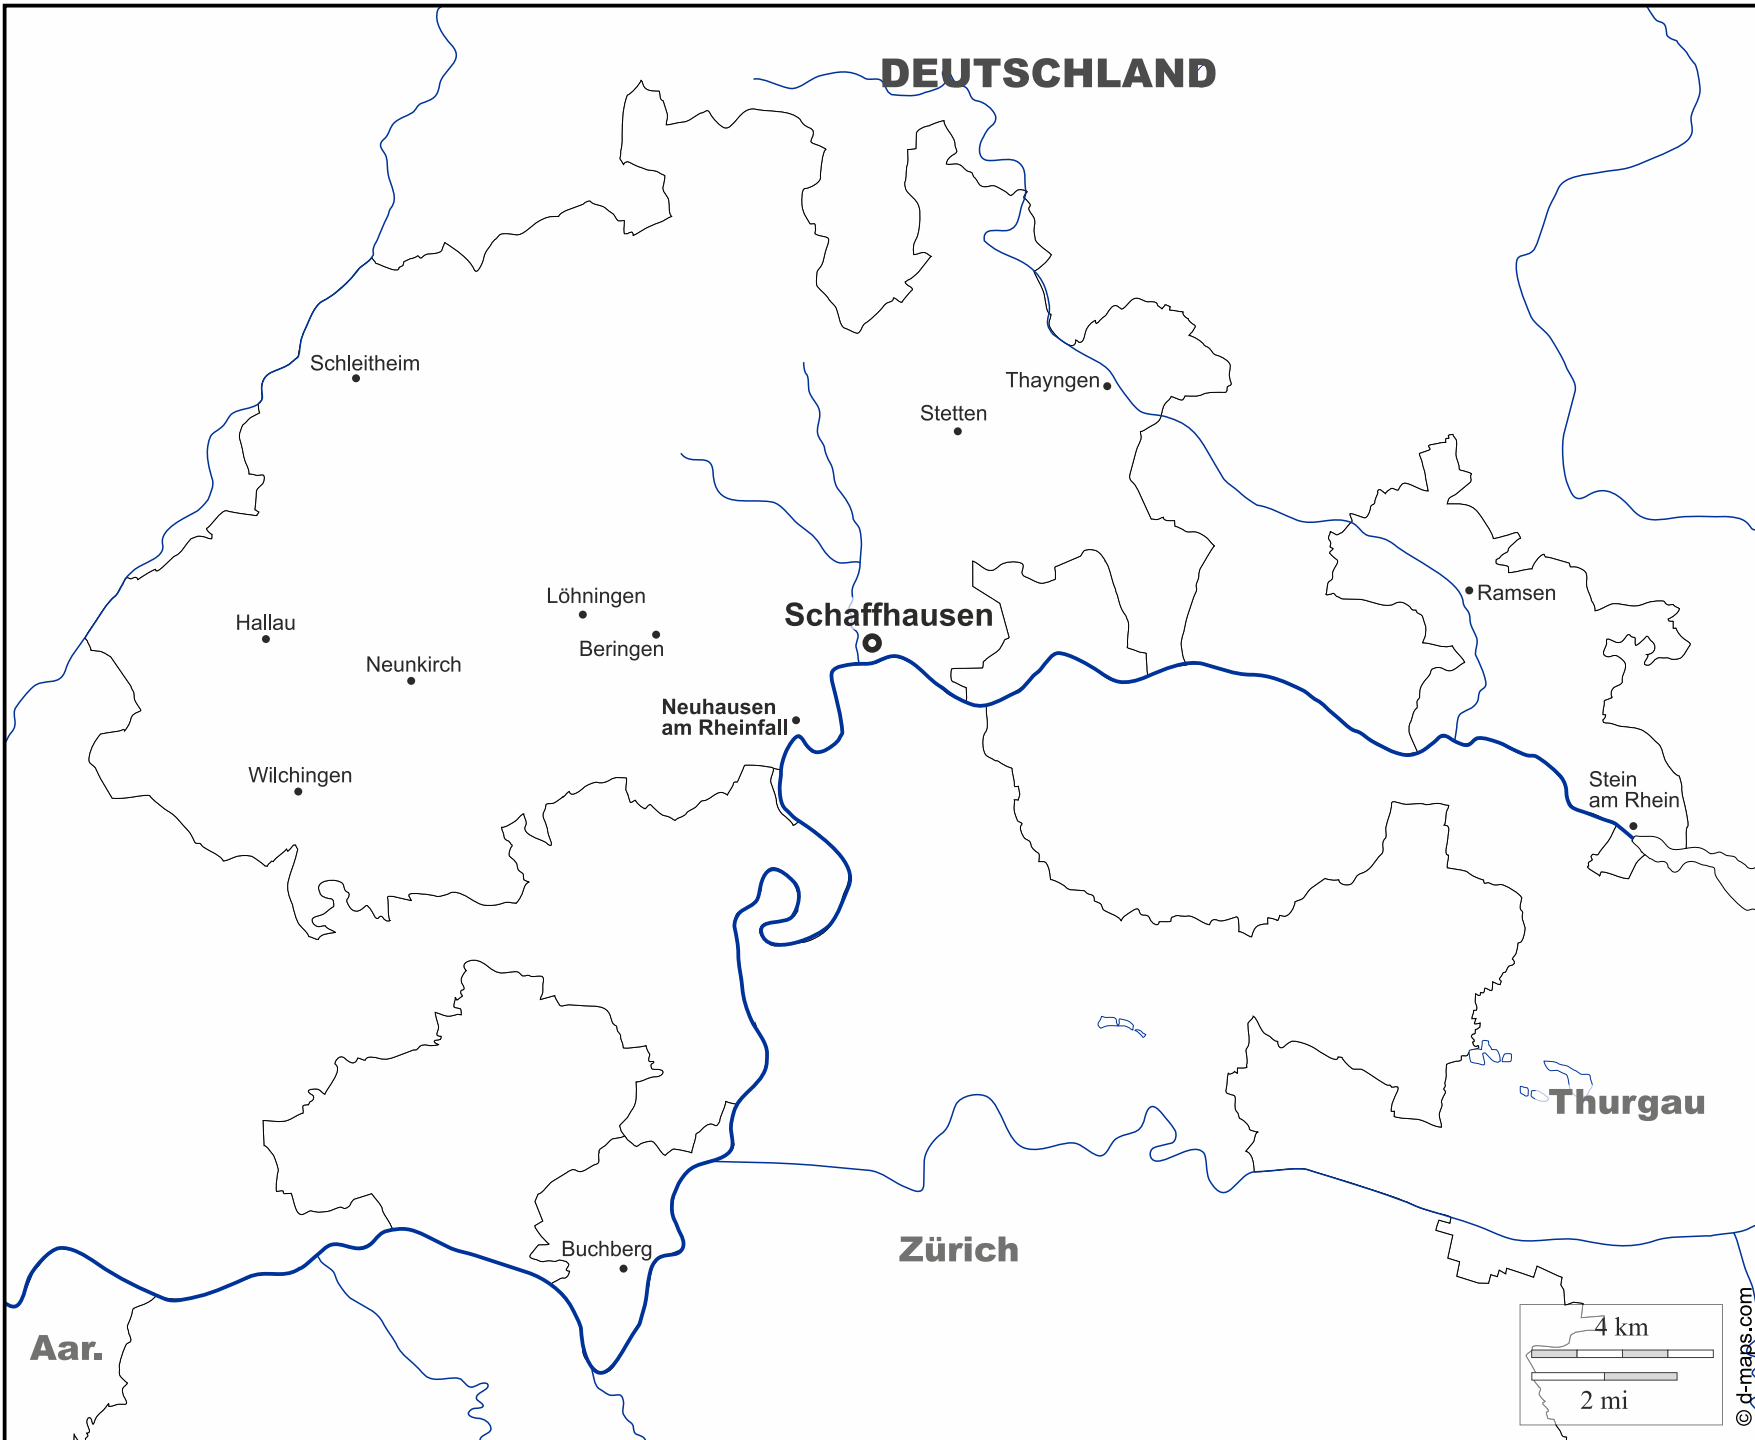 DEUTSCHLAND
Schleitheim
Thayngen
Stetten
Löhningen
Ramsen
Schaffhausen
Hallau
Beringen
Neunkirch
Neuhausen
am Rheinfall
Wilchingen
Stein
am Rhein
Thurgau
Zürich
Buchberg
Aar.
4 km
2 mi
© d-maps.com